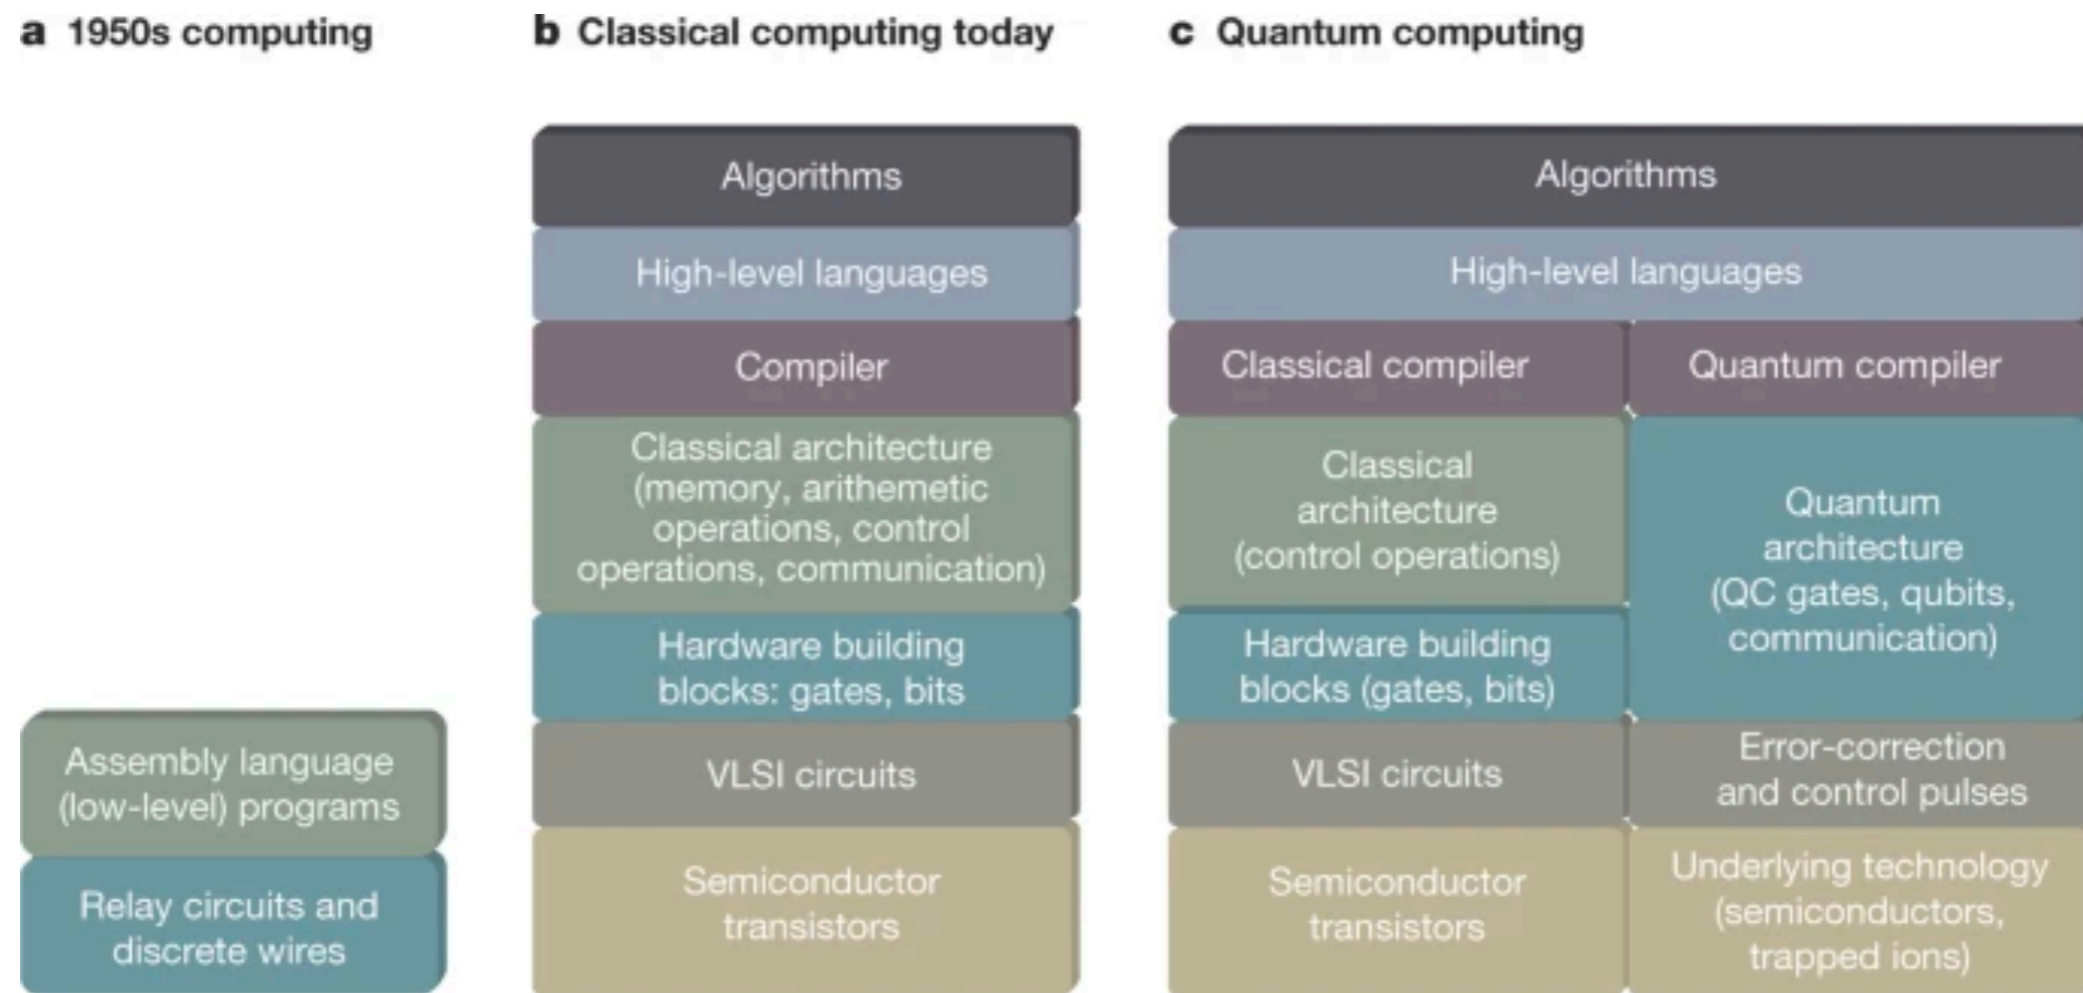 a 1950s computing
Assembly language
(low-level) programs
Relay circuits and
discrete wires
b Classical computing today
Algorithms
High-level languages
Compiler
Classical architecture
(memory, arithemetic
operations, control
operations, communication)
Hardware building
blocks: gates, bits
VLSI circuits
Semiconductor
transistors
c Quantum computing
Algorithms
High-level languages
Classical compiler
Classical
architecture
(control operations)
Hardware building
blocks (gates, bits)
VLSI circuits
Semiconductor
transistors
Quantum compiler
Quantum
architecture
(QC gates, qubits,
communication)
Error-correction
and control pulses
Underlying technology
(semiconductors,
trapped ions)